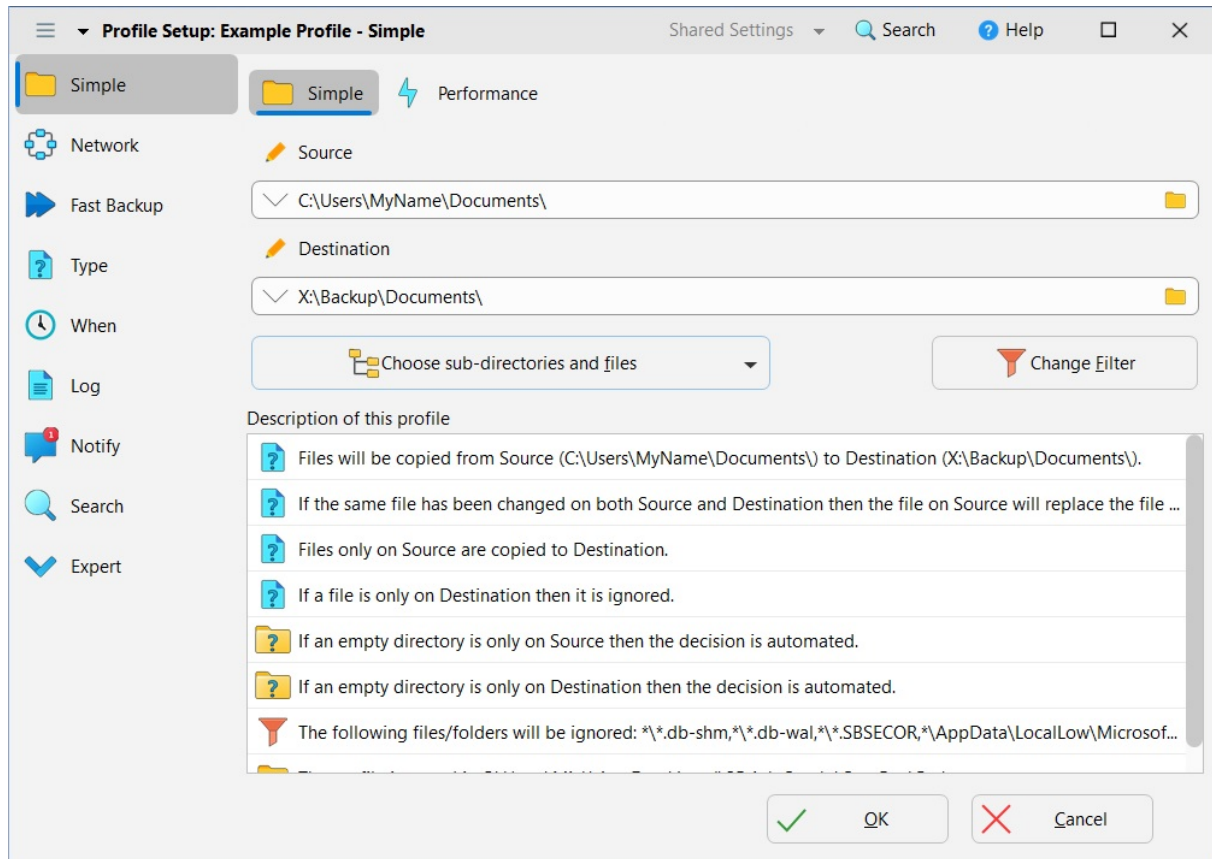 Profile Setup: Example Profile - Simple
Shared Settings
Search
Help
Simple
Network
Fast Backup
Type
When
Log
1
Notify
Search
Expert
Simple
Performance
Source
C:\Users\MyName\Documents\
Destination
X:\Backup\Documents\
Choose sub-directories and files
Change Filter
Description of this profile
Files will be copied from Source (C:\Users\MyName\Documents\) to Destination (X:\Backup\Documents\).
If the same file has been changed on both Source and Destination then the file on Source will replace the file ...
Files only on Source are copied to Destination.
If a file is only on Destination then it is ignored.
If an empty directory is only on Source then the decision is automated.
If an empty directory is only on Destination then the decision is automated.
The following files/folders will be ignored: *\*.db-shm,*\*.db-wal,*\*.SBSECOR,*\AppData\LocalLow\Microsof...
OK
Cancel